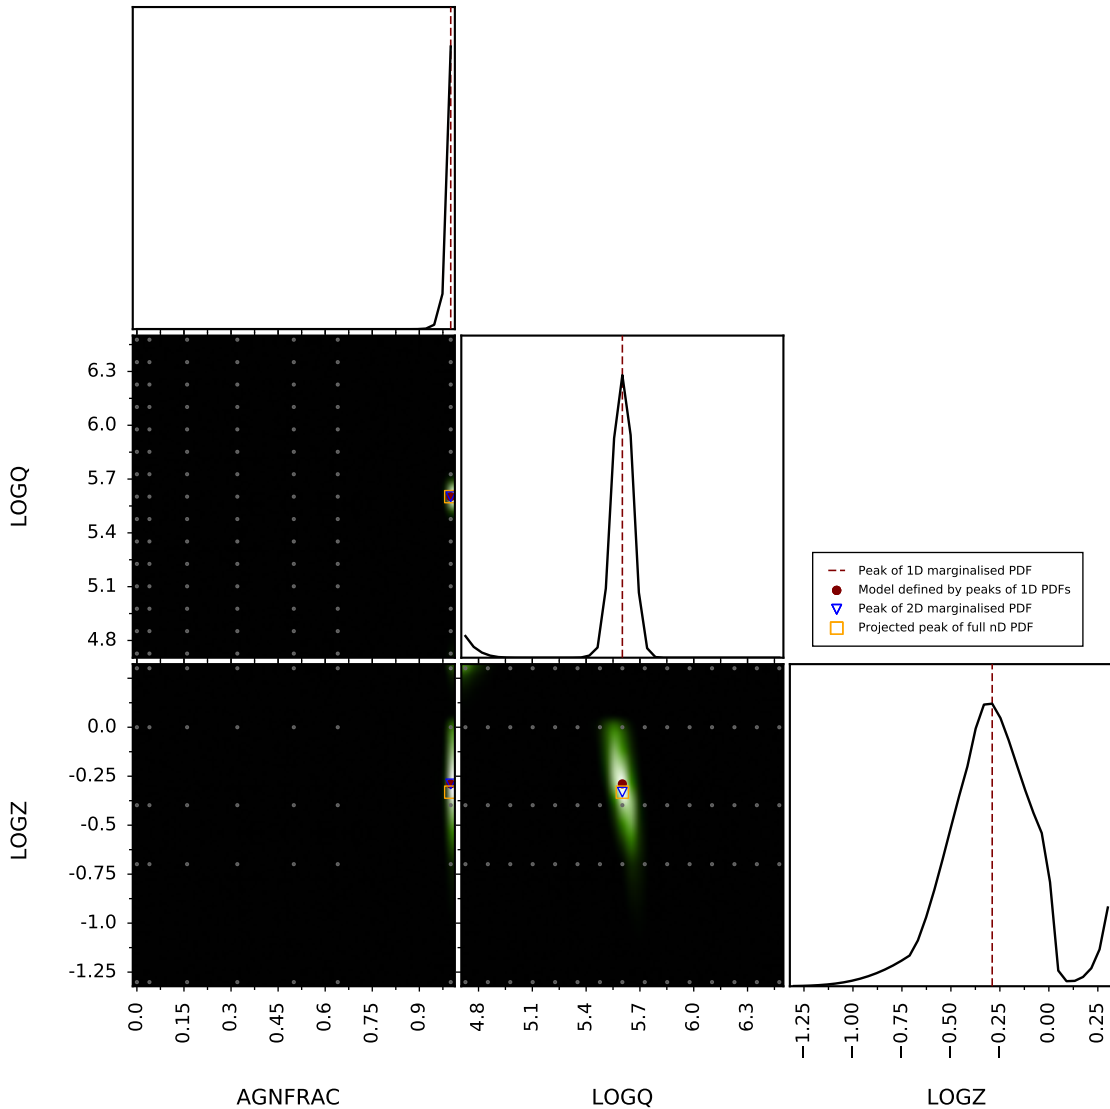 6.3
6.0
5.7
5.4
5.1
4.8
LOGQ
Peak of 1D marginalised PDF
Model defined by peaks of 1D PDFs
Peak of 2D marginalised PDF
Projected peak of full nD PDF
0.0
-0.25
-0.5
-0.75
-1.0
-1.25
LOGZ
0.0 0.15 0.3 0.45 0.6 0.75 0.9
4.8 5.1 5.4 5.7 6.0 6.3
−1.25 −1.00 −0.75 −0.50 −0.25 0.00 0.25
AGNFRAC LOGQ LOGZ